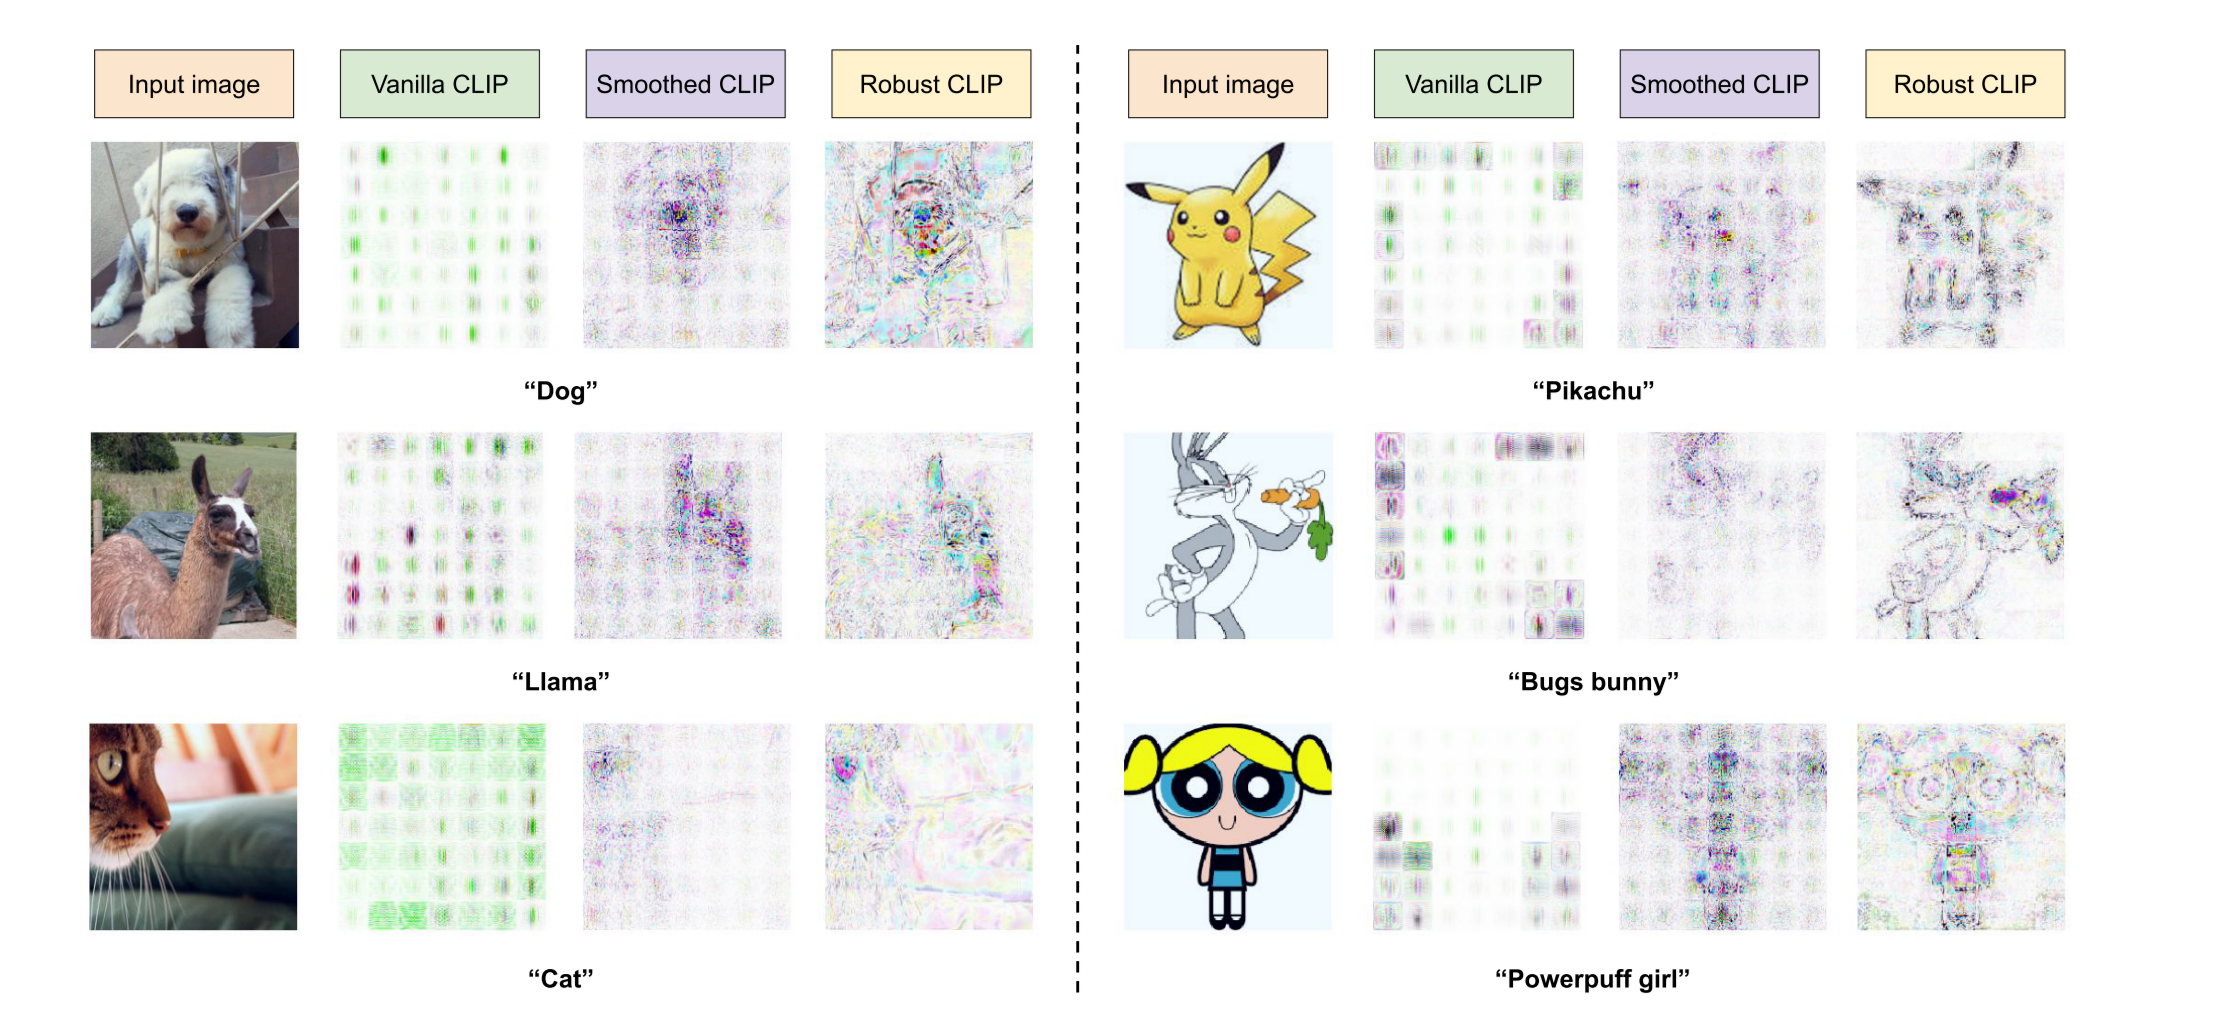 Input image
Vanilla CLIP
Smoothed CLIP
Robust CLIP
Input image
Vanilla CLIP
Smoothed CLIP
Robust CLIP
“Dog”
“Pikachu”
“Llama”
“Bugs bunny”
“Cat”
“Powerpuff girl”